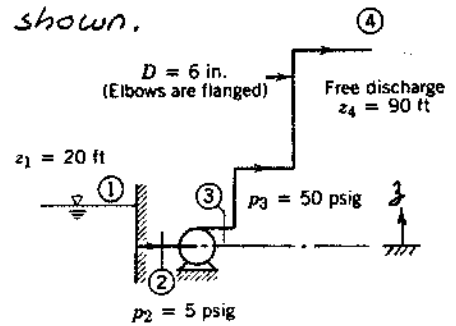 shown.
④
D = 6 in.
(Elbows are flanged)
Free discharge
z₄ = 90 ft
z₁ = 20 ft
①
③
p₃ = 50 psig
z
②
p₂ = 5 psig